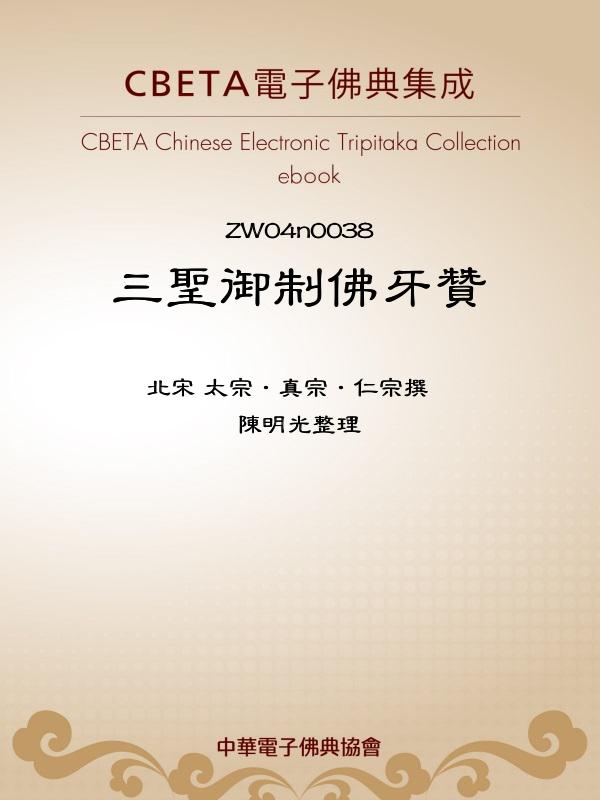 CBETA電子佛典集成
CBETA Chinese Electronic Tripitaka Collection
ebook
ZW04n0038
三聖御制佛牙贊
北宋 太宗．真宗．仁宗撰
陳明光整理
中華電子佛典協會